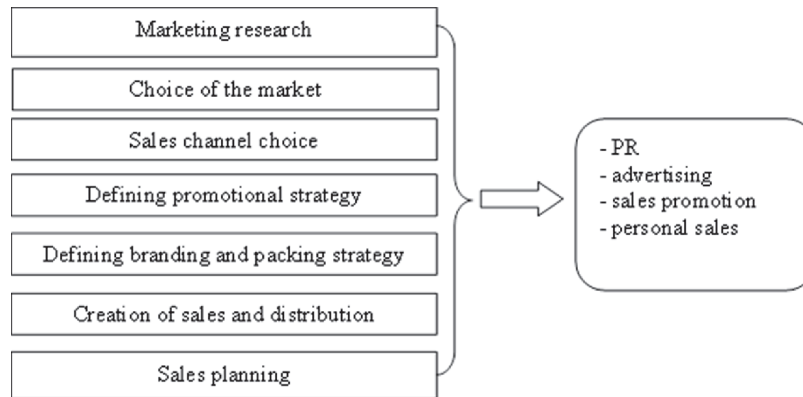 Marketing research
Choice of the market
Sales channel choice
Defining promotional strategy
Defining branding and packing strategy
Creation of sales and distribution
Sales planning
- PR
- advertising
- sales promotion
- personal sales